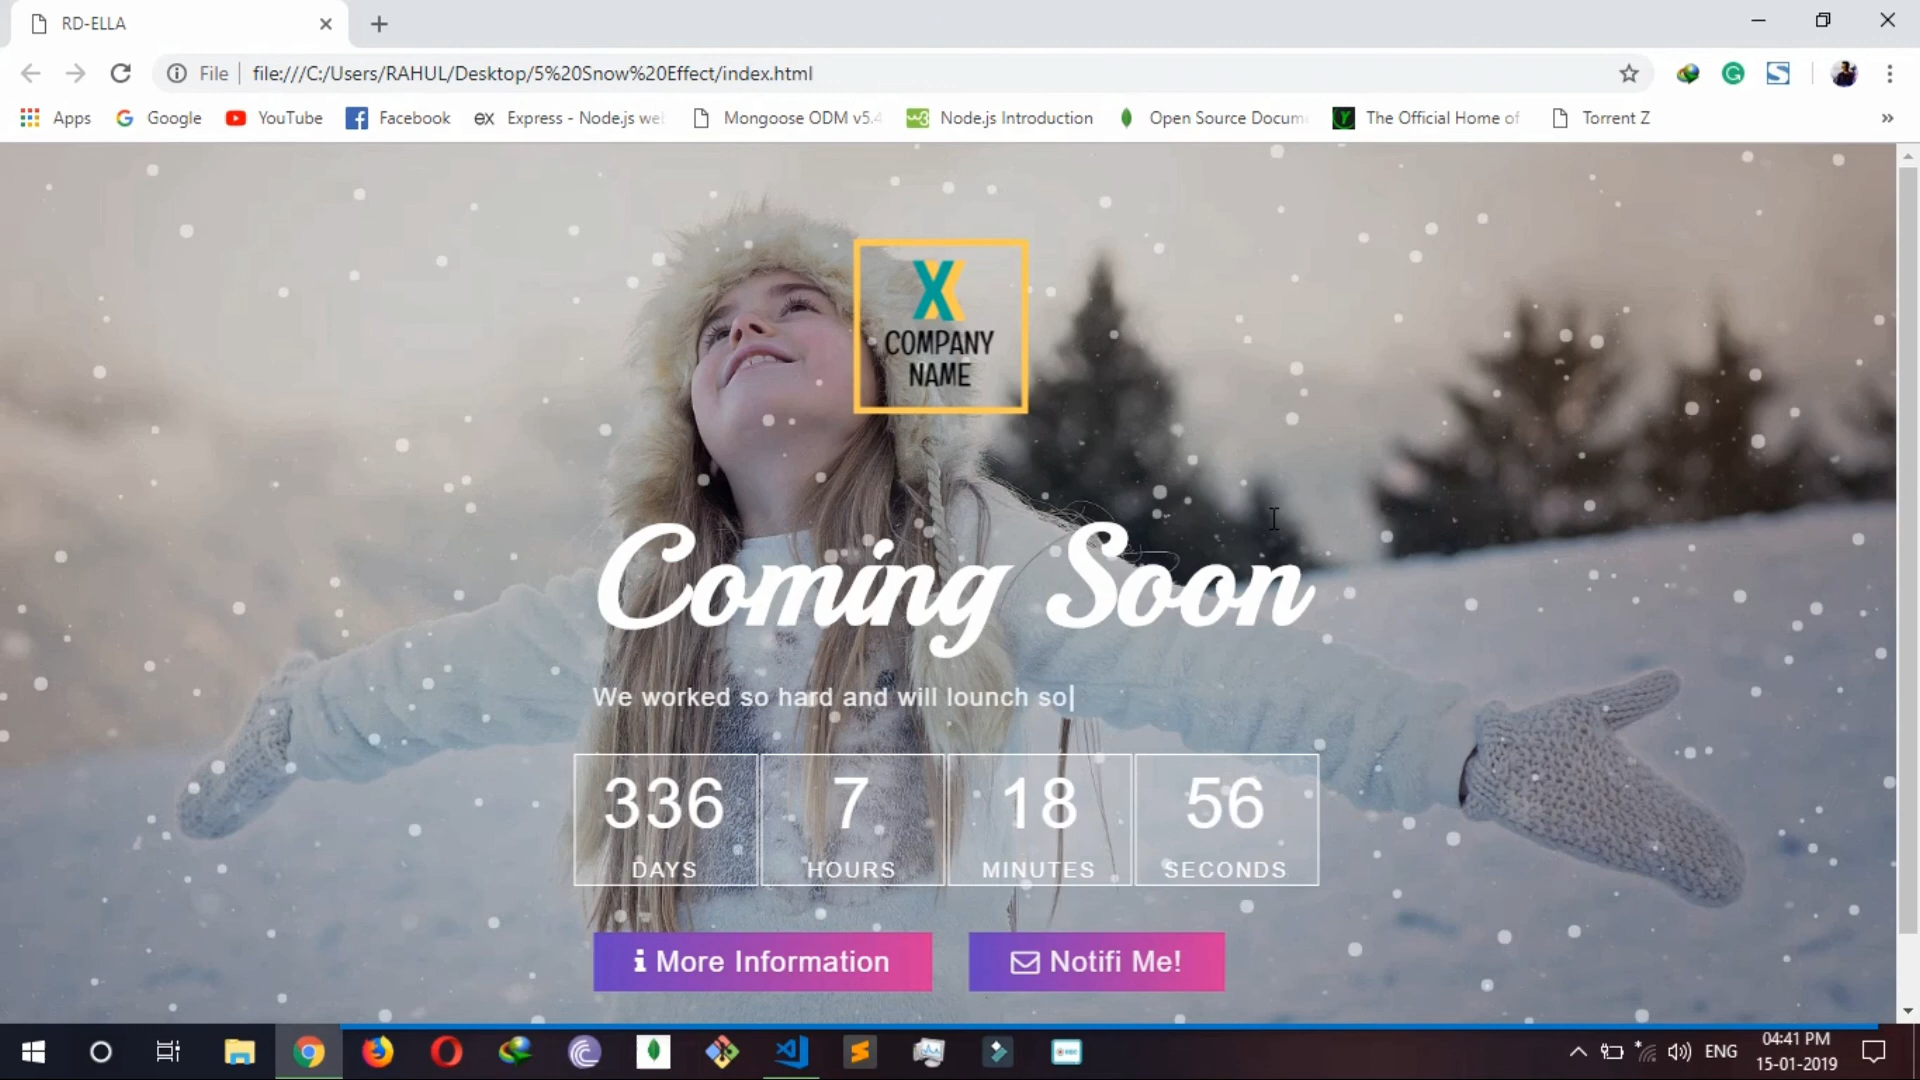 RD-ELLA
File
file:///C:/Users/RAHUL/Desktop/5%20Snow%20Effect/index.html
Apps
Google
YouTube
Facebook
ex Express - Node.js we
Mongoose ODM v5.4
w3 Node.js Introduction
Open Source Docum
The Official Home of
Torrent Z
»
X
COMPANY
NAME
Coming Soon
We worked so hard and will lounch so|
336 7 18 56
DAYS HOURS MINUTES SECONDS
More Information
Notifi Me!
ENG
04:41 PM
15-01-2019